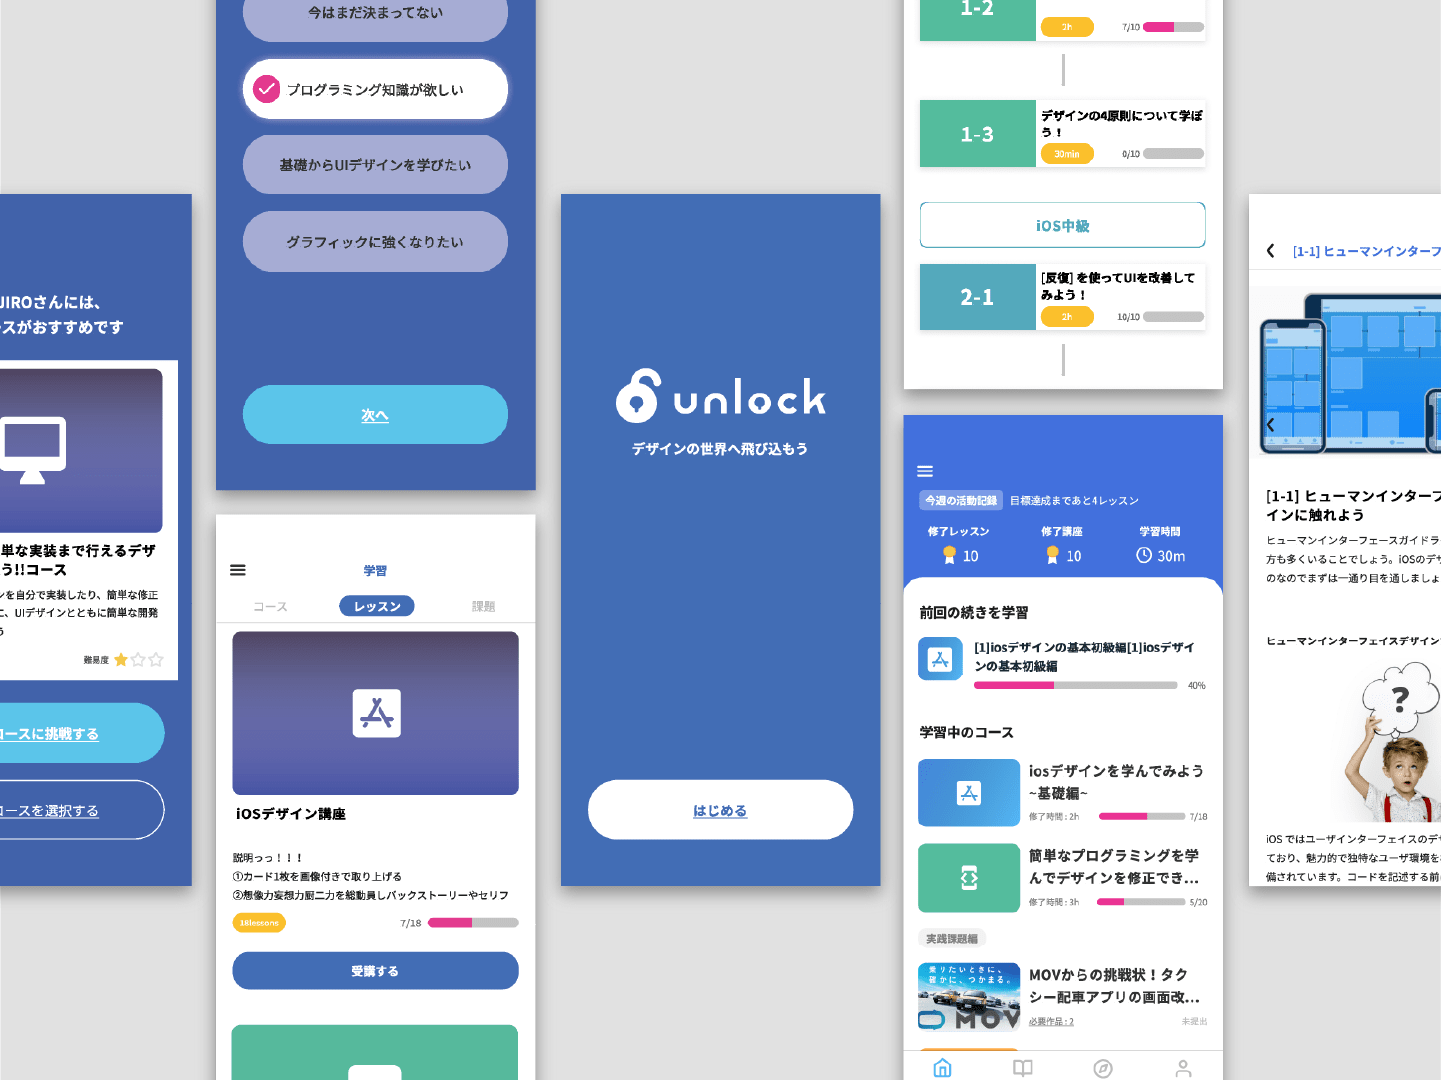 JIROさんには、
ースがおすすめです
単な実装まで行えるデザ
う!!コース
ンを自分で実装したり、簡単な修正
に、UIデザインとともに簡単な開発
う
難易度
コースに挑戦する
コースを選択する
今はまだ決まってない
プログラミング知識が欲しい
基礎からUIデザインを学びたい
グラフィックに強くなりたい
次へ
学習
コース
レッスン
課題
iOSデザイン講座
説明っっ！！！
①カード1枚を画像付きで取り上げる
②想像力妄想力厨二力を総動員しバックストーリーやセリフ
18lessons
7/18
受講する
unlock
デザインの世界へ飛び込もう
はじめる
1-2
2h
7/10
1-3
デザインの4原則について学ぼ
う！
30min
0/10
iOS中級
2-1
[反復] を使ってUIを改善して
みよう！
2h
10/10
今週の活動記録
目標達成まであと4レッスン
修了レッスン
修了講座
学習時間
10
10
30m
前回の続きを学習
[1]iosデザインの基本初級編[1]iosデザイ
ンの基本初級編
40%
学習中のコース
iosデザインを学んでみよう
~基礎編~
修了時間 : 2h
7/18
簡単なプログラミングを学
んでデザインを修正でき...
修了時間 : 3h
5/20
実践課題編
乗りたいときに、
確かに、つかまる。
MOV
MOVからの挑戦状！タク
シー配車アプリの画面改...
必要作品 : 2
未提出
[1-1] ヒューマンインターフ
[1-1] ヒューマンインターフ
インに触れよう
ヒューマンインターフェースガイドラ
方も多くいることでしょう。iOSのデ
のなのでまずは一通り目を通しましょ
ヒューマンインターフェイスデザイン
?
iOS ではユーザインターフェイスのデ
ており、魅力的で独特なユーザ環境を
備されています。コードを記述する前に